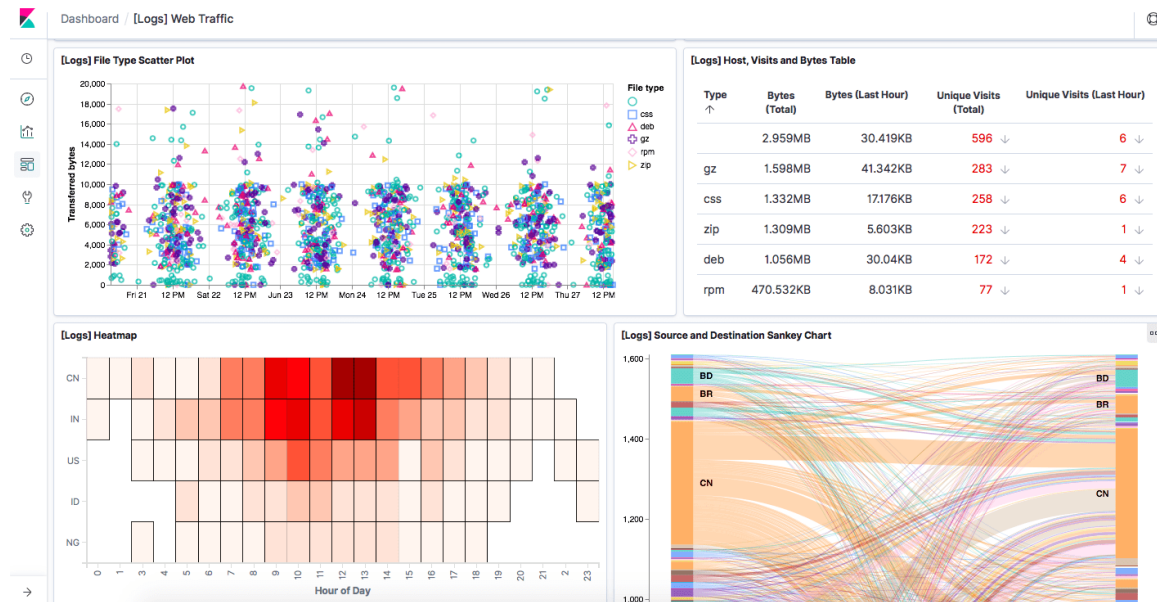 Dashboard / [Logs] Web Traffic
[Logs] File Type Scatter Plot
20,000
18,000
16,000
14,000
12,000
10,000
8,000
6,000
4,000
2,000
0
Transferred bytes
Fri 21 12 PM Sat 22 12 PM Jun 23 12 PM Mon 24 12 PM Tue 25 12 PM Wed 26 12 PM Thu 27 12 PM
File type
css
deb
gz
rpm
zip
[Logs] Host, Visits and Bytes Table
Type ↑ Bytes (Total) Bytes (Last Hour) Unique Visits (Total) Unique Visits (Last Hour)
2.959MB 30.419KB 596 ↓ 6 ↓
gz 1.598MB 41.342KB 283 ↓ 7 ↓
css 1.332MB 17.176KB 258 ↓ 6 ↓
zip 1.309MB 5.603KB 223 ↓ 1 ↓
deb 1.056MB 30.04KB 172 ↓ 4 ↓
rpm 470.532KB 8.031KB 77 ↓ 1 ↓
[Logs] Heatmap
CN
IN
US
ID
NG
0 1 3 4 5 6 7 8 9 10 11 12 13 14 15 16 17 18 19 20 21 2 23
Hour of Day
[Logs] Source and Destination Sankey Chart
1,600
1,400
1,200
1,000
BD BD
BR BR
CN CN